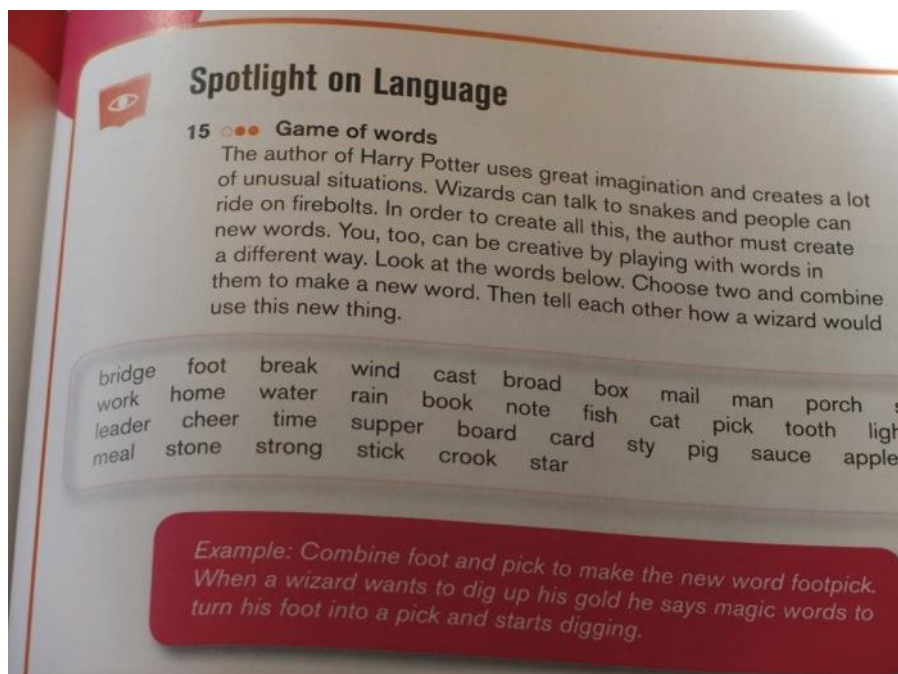 Spotlight on Language
15 Game of words
The author of Harry Potter uses great imagination and creates a lot
of unusual situations. Wizards can talk to snakes and people can
ride on firebolts. In order to create all this, the author must create
new words. You, too, can be creative by playing with words in
a different way. Look at the words below. Choose two and combine
them to make a new word. Then tell each other how a wizard would
use this new thing.
bridge foot break wind cast broad box mail man porch
work home water rain book note fish cat pick tooth
leader cheer time supper board card sty pig sauce apple
meal stone strong stick crook star
Example: Combine foot and pick to make the new word footpick.
When a wizard wants to dig up his gold he says magic words to
turn his foot into a pick and starts digging.